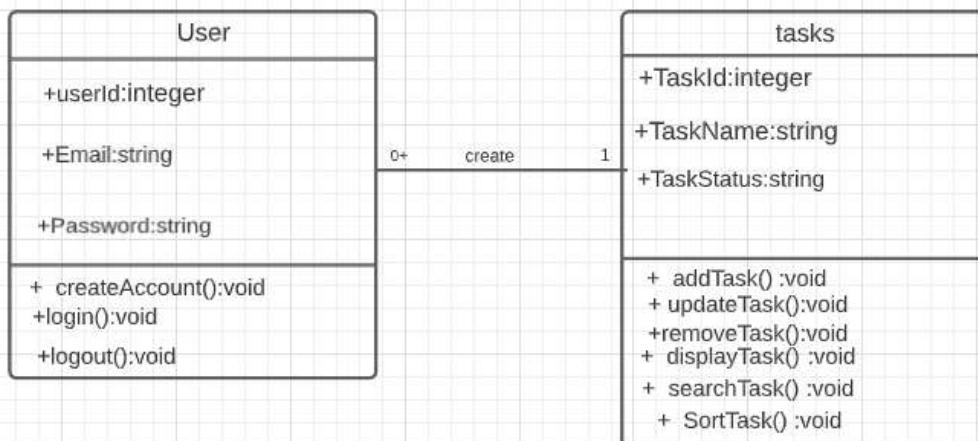 User
+userId:integer
+Email:string
+Password:string
+ createAccount():void
+login():void
+logout():void
0+ create 1
tasks
+TaskId:integer
+TaskName:string
+TaskStatus:string
+ addTask() :void
+ updateTask():void
+removeTask():void
+ displayTask() :void
+ searchTask() :void
+ SortTask() :void